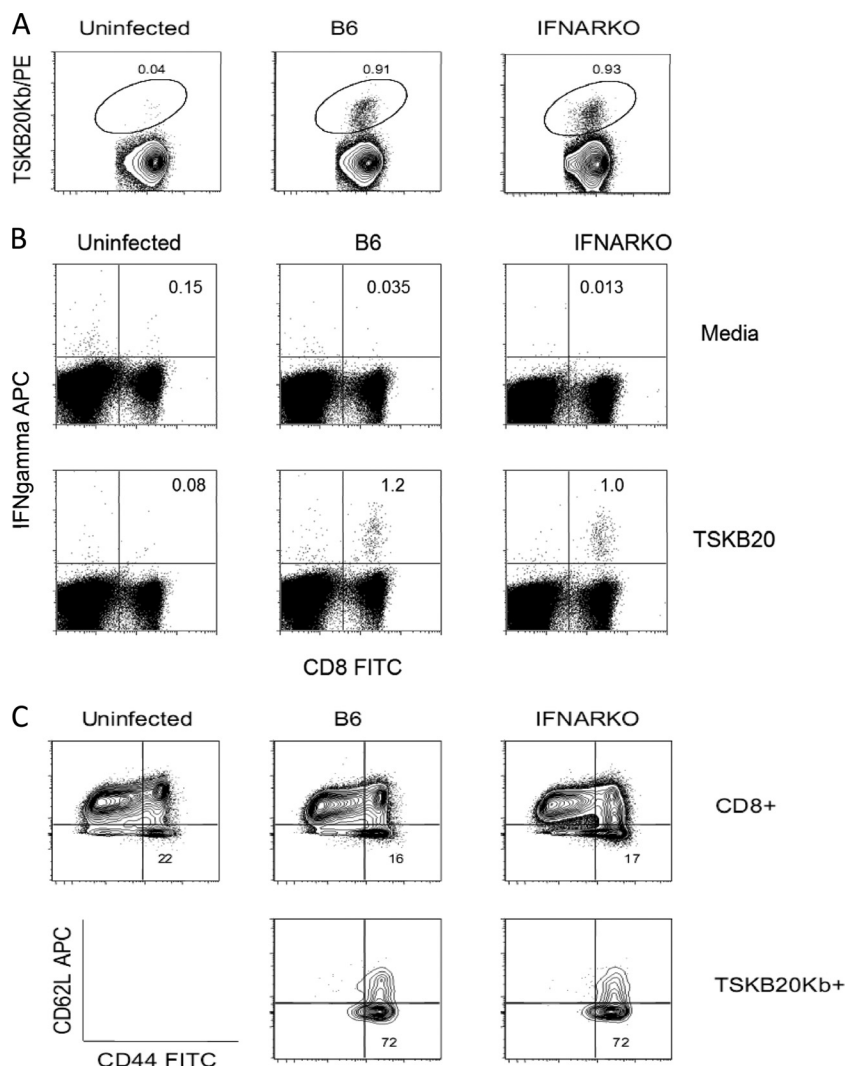 A
Uninfected B6 IFNARKO
TSKB20Kb/PE
0.04 0.91 0.93
B
Uninfected B6 IFNARKO
IFNgamma APC
0.15 0.035 0.013
Media
0.08 1.2 1.0
TSKB20
CD8 FITC
C
Uninfected B6 IFNARKO
22 16 17
CD8+
CD62L APC
72 72
TSKB20Kb+
CD44 FITC